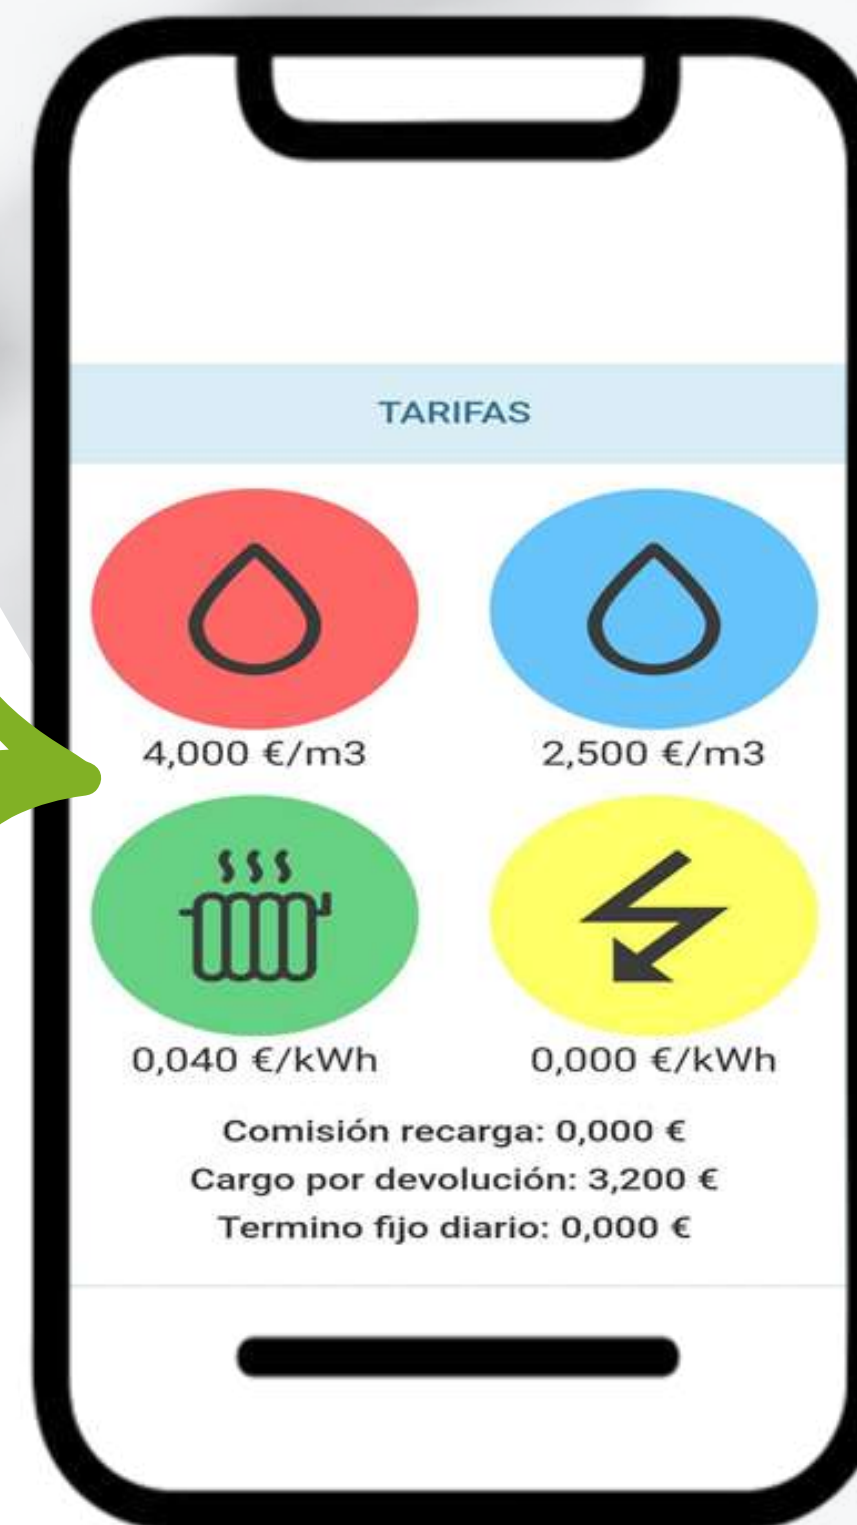 TARIFAS
4,000 €/m3
2,500 €/m3
0,040 €/kWh
0,000 €/kWh
Comisión recarga: 0,000 €
Cargo por devolución: 3,200 €
Termino fijo diario: 0,000 €